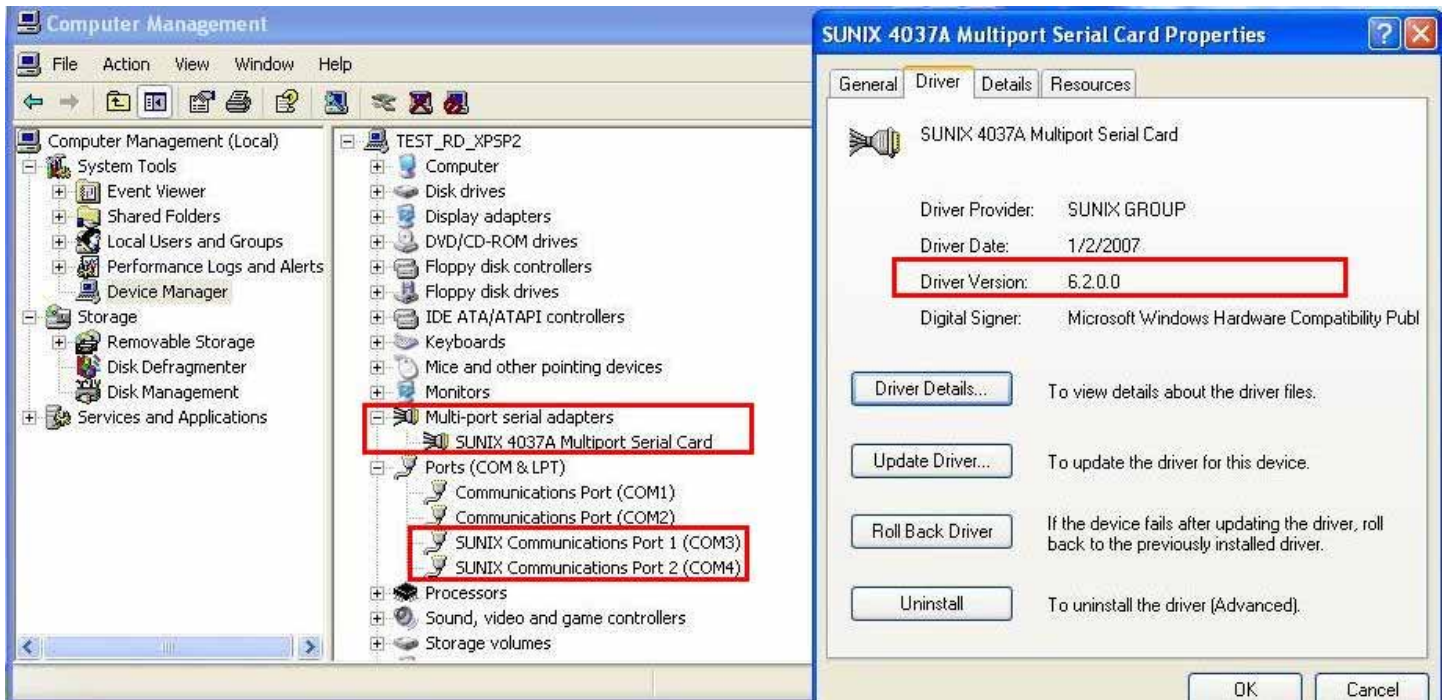 Computer Management
File Action View Window Help
Computer Management (Local)
System Tools
Event Viewer
Shared Folders
Local Users and Groups
Performance Logs and Alerts
Device Manager
Storage
Removable Storage
Disk Defragmenter
Disk Management
Services and Applications
TEST_RD_XPSP2
Computer
Disk drives
Display adapters
DVD/CD-ROM drives
Floppy disk controllers
Floppy disk drives
IDE ATA/ATAPI controllers
Keyboards
Mice and other pointing devices
Monitors
Multi-port serial adapters
SUNIX 4037A Multiport Serial Card
Ports (COM & LPT)
Communications Port (COM1)
Communications Port (COM2)
SUNIX Communications Port 1 (COM3)
SUNIX Communications Port 2 (COM4)
Processors
Sound, video and game controllers
Storage volumes
SUNIX 4037A Multiport Serial Card Properties
General Driver Details Resources
SUNIX 4037A Multiport Serial Card
Driver Provider: SUNIX GROUP
Driver Date: 1/2/2007
Driver Version: 6.2.0.0
Digital Signer: Microsoft Windows Hardware Compatibility Publ
Driver Details... To view details about the driver files.
Update Driver... To update the driver for this device.
Roll Back Driver If the device fails after updating the driver, roll
back to the previously installed driver.
Uninstall To uninstall the driver (Advanced).
OK Cancel